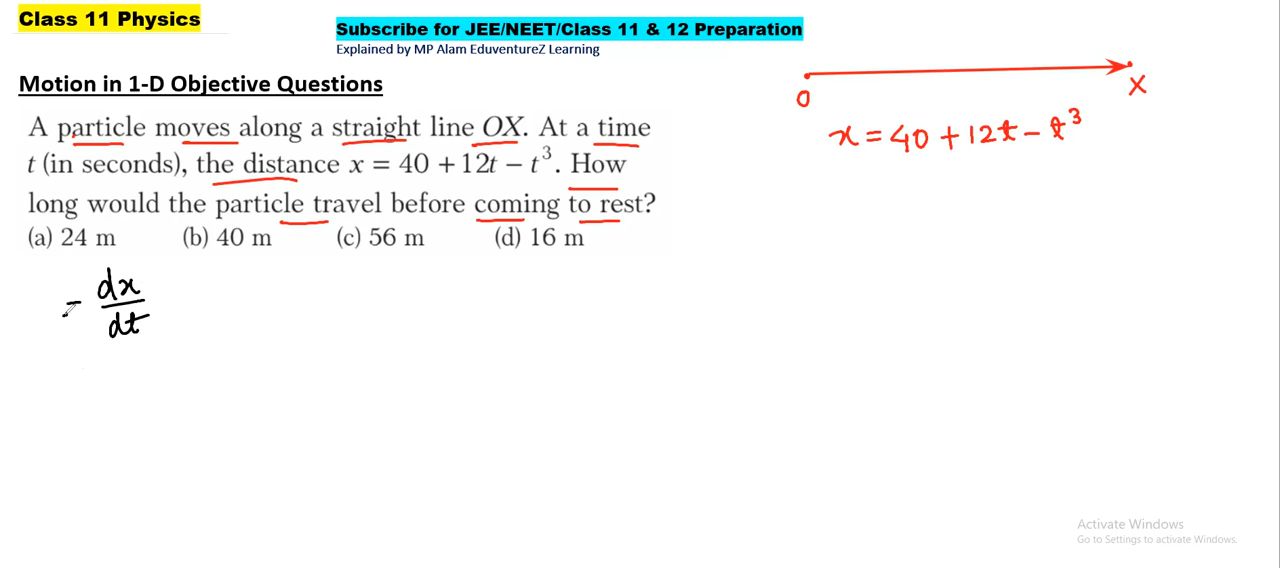 Class 11 Physics
Subscribe for JEE/NEET/Class 11 & 12 Preparation
Explained by MP Alam EduventureZ Learning
Motion in 1-D Objective Questions
A particle moves along a straight line OX. At a time
t (in seconds), the distance x = 40 + 12t − t³. How
long would the particle travel before coming to rest?
(a) 24 m (b) 40 m (c) 56 m (d) 16 m
O X
x = 40 + 12t − t³
= dx/dt
Activate Windows
Go to Settings to activate Windows.